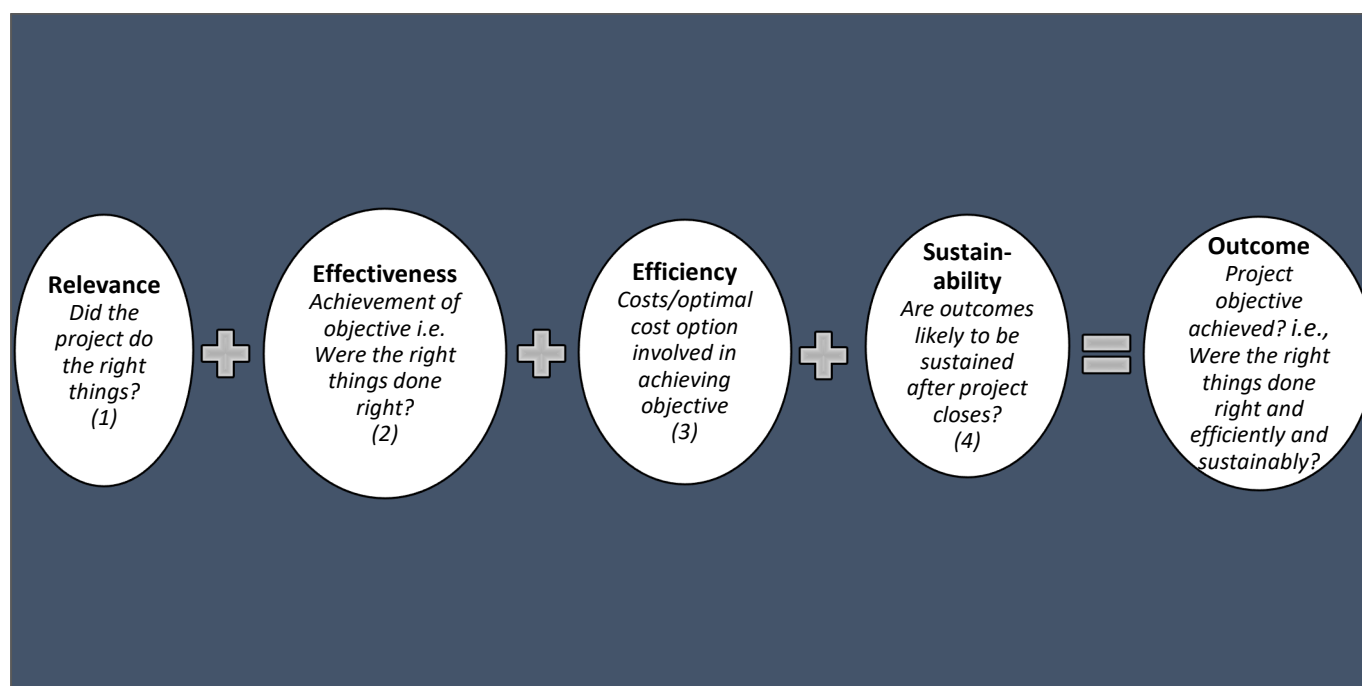 Relevance
Did the
project do
the right
things?
(1)
Effectiveness
Achievement of
objective i.e.
Were the right
things done
right?
(2)
Efficiency
Costs/optimal
cost option
involved in
achieving
objective
(3)
Sustain-
ability
Are outcomes
likely to be
sustained
after project
closes?
(4)
Outcome
Project
objective
achieved? i.e.,
Were the right
things done
right and
efficiently and
sustainably?